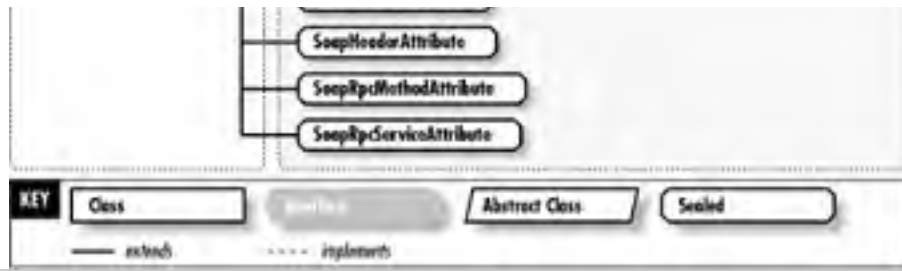 SoapHeaderAttribute
SoapRpcMethodAttribute
SoapRpcServiceAttribute
KEY
Class
Abstract Class
Sealed
extends
implements